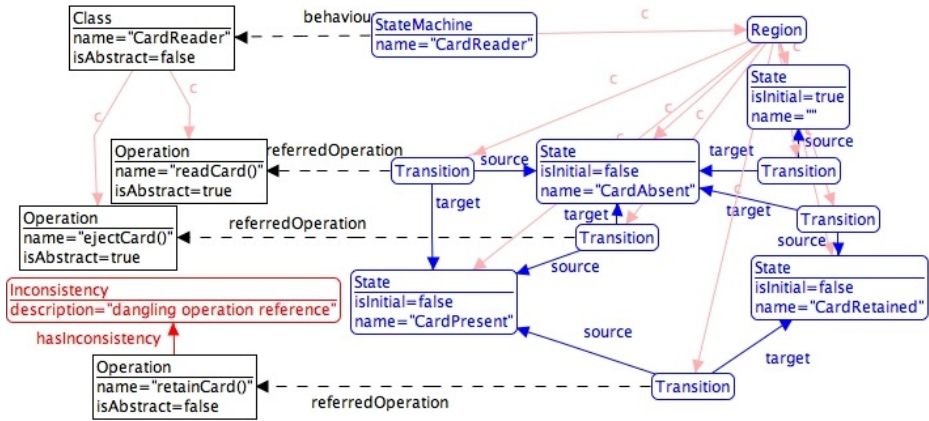 Class
name="CardReader"
isAbstract=false
behaviou
StateMachine
name="CardReader"
c
Region
c
c
c
c
c
State
isInitial=true
name=""
c
c
c
Operation
name="readCard()"
isAbstract=true
referredOperation
Transition
source
State
isInitial=false
name="CardAbsent"
target
source
Transition
target
target
c
target
Transition
Operation
name="ejectCard()"
isAbstract=true
referredOperation
Transition
source
source
State
isInitial=false
name="CardPresent"
State
isInitial=false
name="CardRetained"
Inconsistency
description="dangling operation reference"
hasInconsistency
source
target
Operation
name="retainCard()"
isAbstract=false
referredOperation
Transition